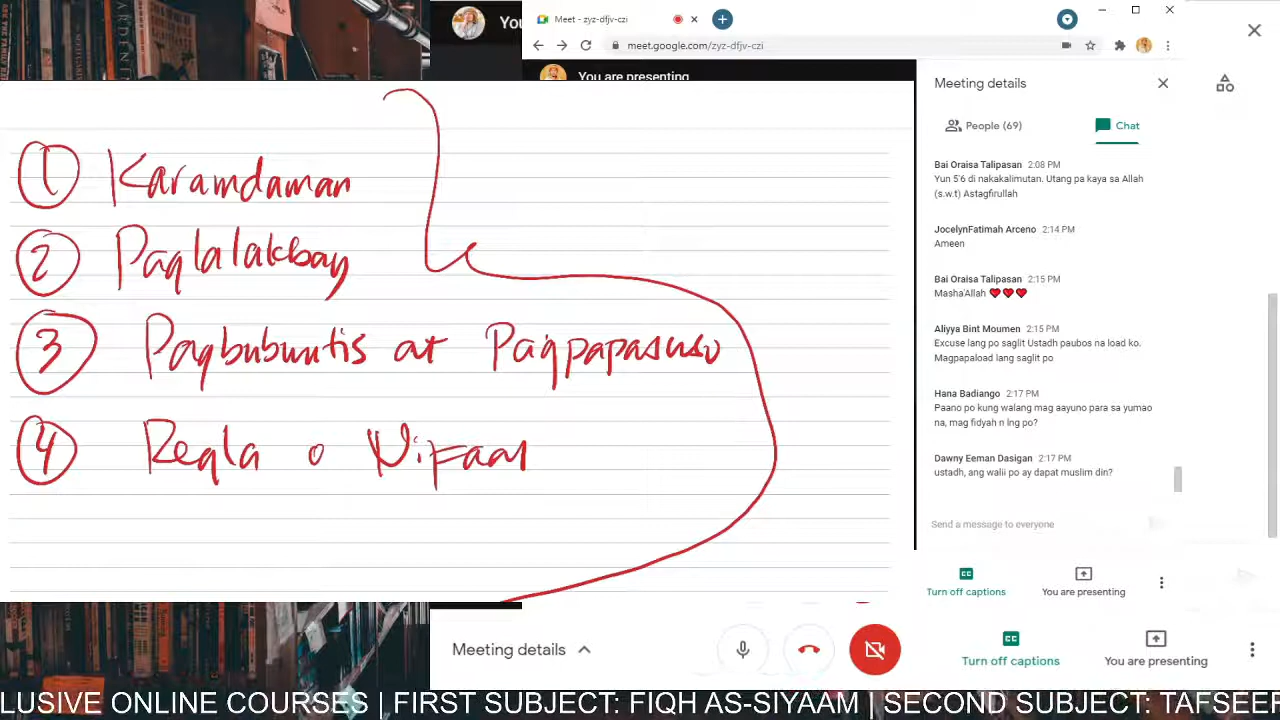 You
Meet - zyz-dfjv-czi
meet.google.com/zyz-dfjv-czi
You are presenting
Meeting details
People (69)
Chat
Bai Oraisa Talipasan 2:08 PM
Yun 5'6 di nakakalimutan. Utang pa kaya sa Allah
(s.w.t) Astagfirullah
JocelynFatimah Arceno 2:14 PM
Ameen
Bai Oraisa Talipasan 2:15 PM
Masha'Allah ❤❤❤
Aliyya Bint Moumen 2:15 PM
Excuse lang po saglit Ustadh paubos na load ko.
Magpapaload lang saglit po
Hana Badiango 2:17 PM
Paano po kung walang mag aayuno para sa yumao
na, mag fidyah n lng po?
Dawny Eeman Dasigan 2:17 PM
ustadh, ang walii po ay dapat muslim din?
Send a message to everyone
Turn off captions
You are presenting
1 Karamdaman
2 Paglalakbay
3 Pagbubuntis at Pagpapasuso
4 Regla o Nifaas
Meeting details
Turn off captions
You are presenting
LUSIVE ONLINE COURSES | FIRST SUBJECT: FIQH AS-SIYAAM | SECOND SUBJECT: TAFSEER